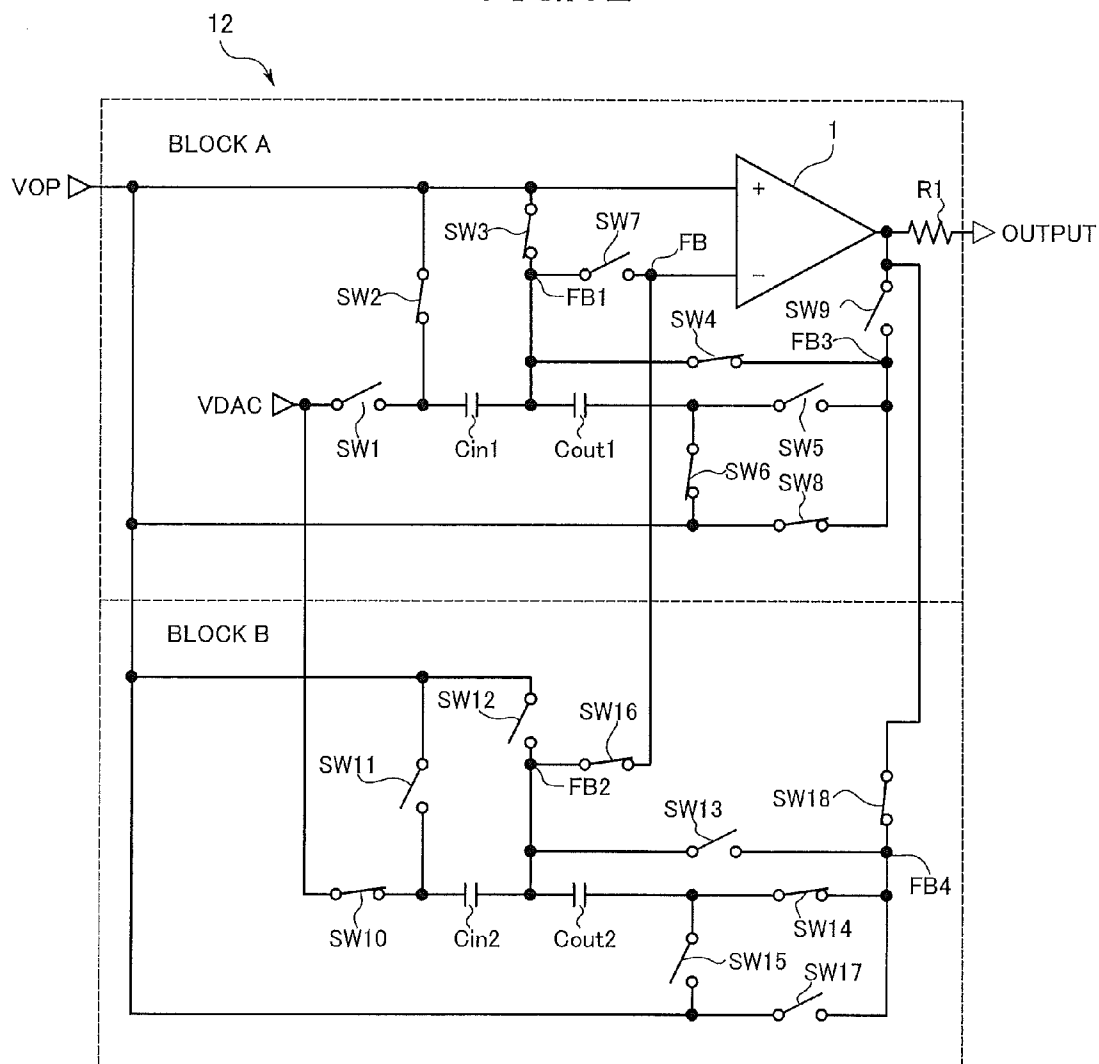 12
BLOCK A
1
VOP
+
R1
SW3
SW7
FB
OUTPUT
SW2
FB1
−
SW9
SW4
FB3
VDAC
SW1
Cin1
Cout1
SW5
SW6
SW8
BLOCK B
SW12
SW16
SW11
FB2
SW13
SW18
FB4
SW10
Cin2
Cout2
SW14
SW15
SW17